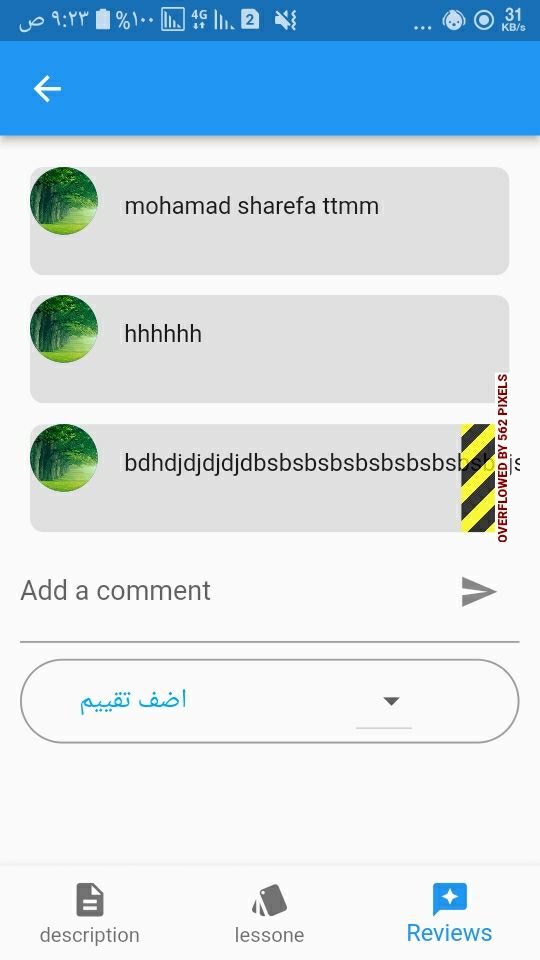 ٩:٢٣ ص %١٠٠ 4G 2 ... 31 KB/s
mohamad sharefa ttmm
hhhhhh
OVERFLOWED BY 562 PIXELS
Add a comment
اضف تقييم
description lessone Reviews